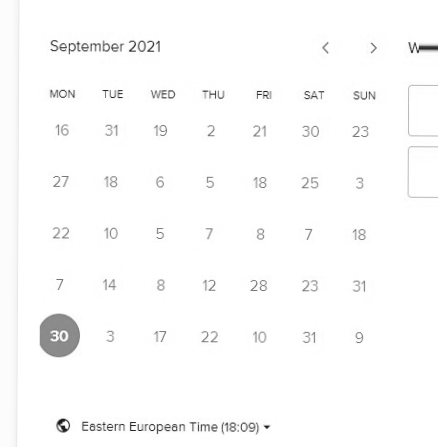 September 2021
MON TUE WED THU FRI SAT SUN
16 31 19 2 21 30 23
27 18 6 5 18 25 3
22 10 5 7 8 7 18
7 14 8 12 28 23 31
30 3 17 22 10 31 9
Eastern European Time (18:09)